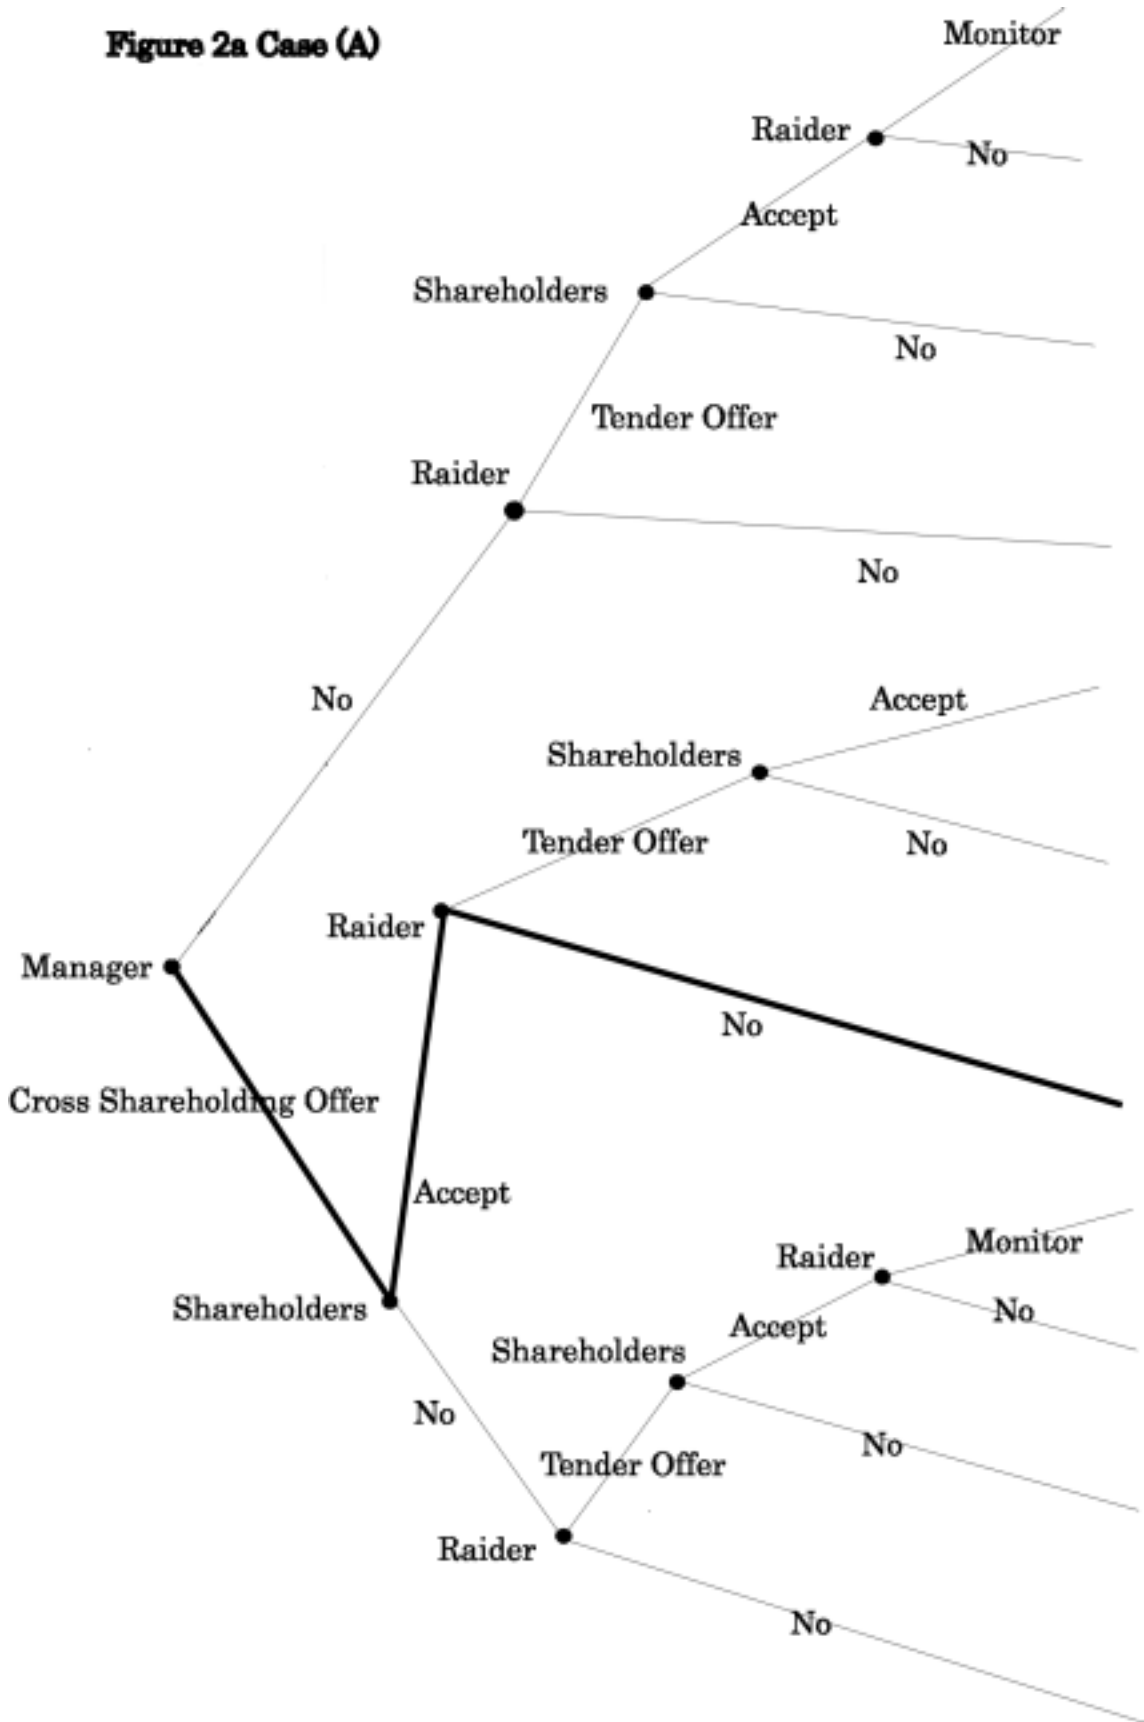 Figure 2a Case (A)
Monitor
Raider
No
Accept
Shareholders
No
Tender Offer
Raider
No
No
Accept
Shareholders
Tender Offer
No
Raider
Manager
No
Cross Shareholding Offer
Accept
Monitor
Raider
Shareholders
No
Accept
Shareholders
No
No
Tender Offer
Raider
No